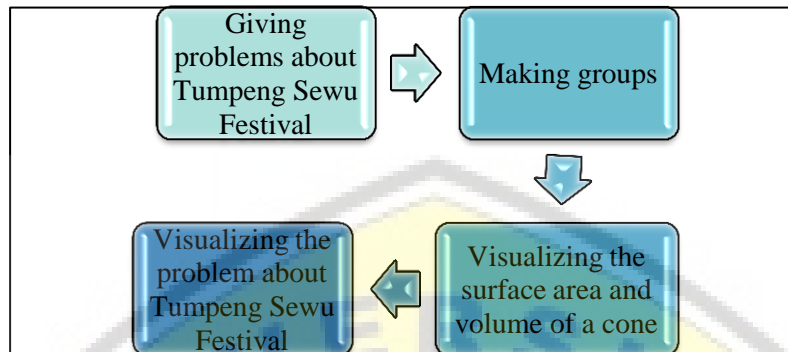 Giving
problems about
Tumpeng Sewu
Festival
Making groups
Visualizing the
surface area and
volume of a cone
Visualizing the
problem about
Tumpeng Sewu
Festival